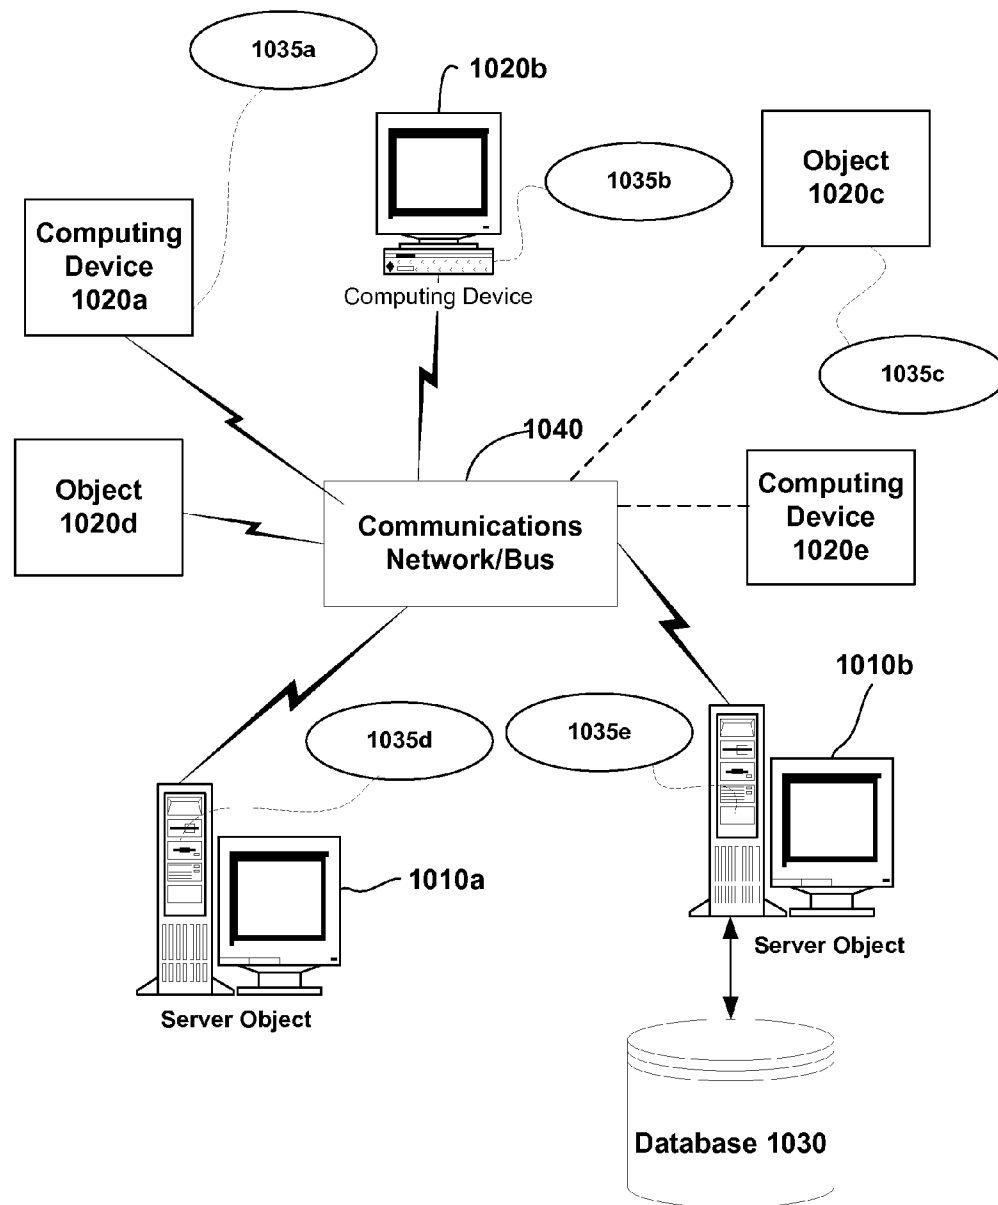 1035a
1020b
Object
1020c
1035b
Computing
Device
1020a
Computing Device
1035c
1040
Object
1020d
Communications
Network/Bus
Computing
Device
1020e
1010b
1035d
1035e
1010a
Server Object
Server Object
Database 1030